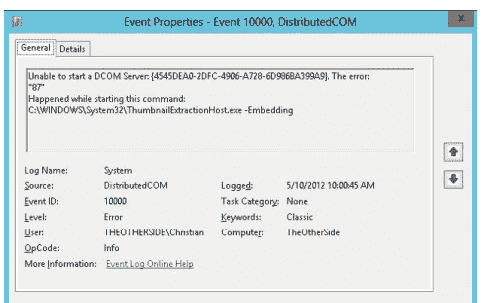 Event Properties - Event 10000, DistributedCOM
x
General Details
Unable to start a DCOM Server: {4545DEA0-2DFC-4906-A728-6D986BA399A9}. The error:
"87"
Happened while starting this command:
C:\WINDOWS\System32\ThumbnailExtractionHost.exe -Embedding
Log Name: System
Source: DistributedCOM Logged: 5/10/2012 10:00:45 AM
Event ID: 10000 Task Category: None
Level: Error Keywords: Classic
User: THEOTHERSIDE\Christian Computer: TheOtherSide
OpCode: Info
More Information: Event Log Online Help